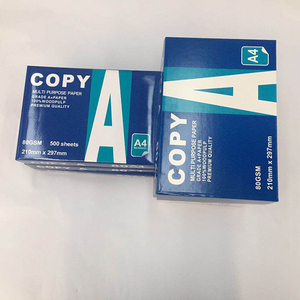 COPY
MULTI PURPOSE PAPER
GRADE A+PAPER
100%WOODPULP
PREMIUM QUALITY
A
A4
80GSM 500 sheets
210mm x 297mm
COPY
MULTI PURPOSE PAPER
GRADE A+PAPER
100%WOODPULP
PREMIUM QUALITY
A
A4
80GSM
210mm x 297mm